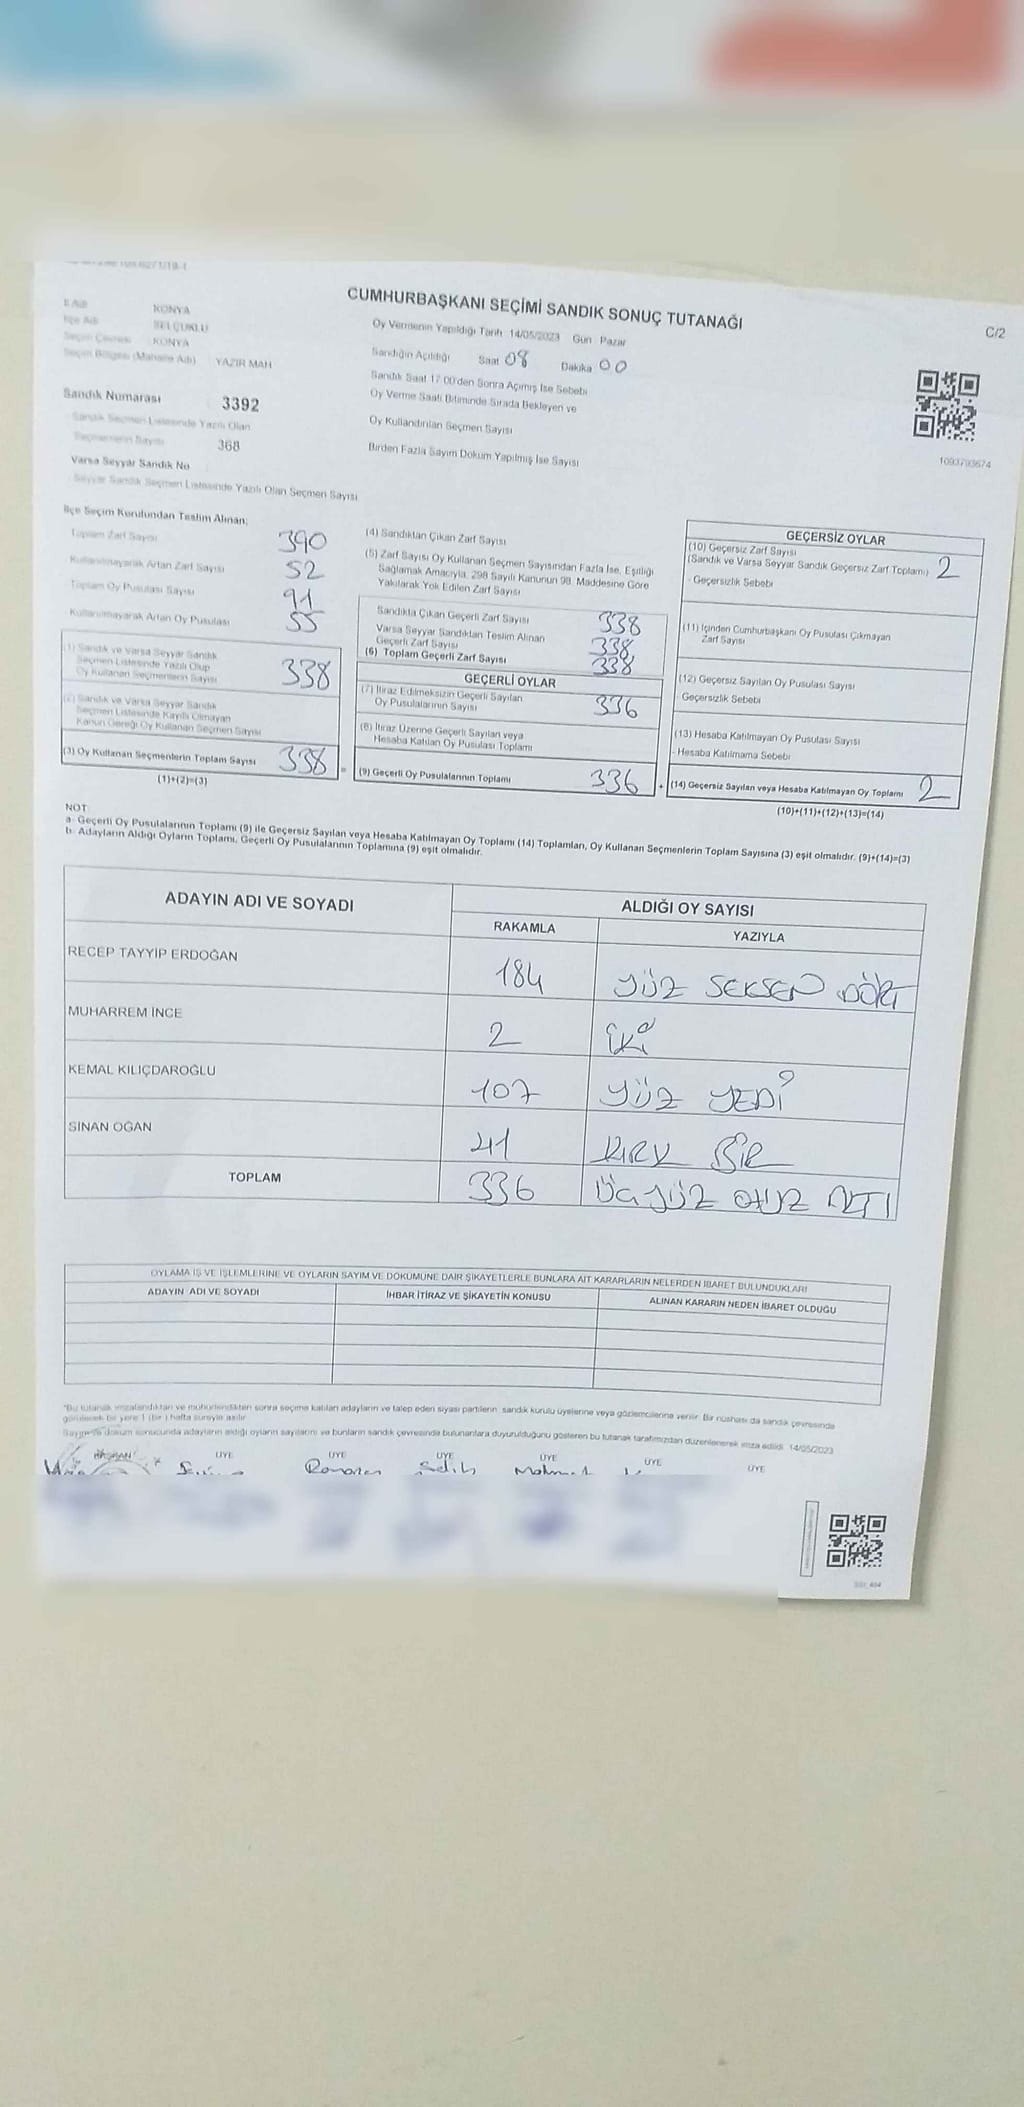 CUMHURBAŞKANI SEÇİMİ SANDIK SONUÇ TUTANAĞI
C/2
İl Adı KONYA
İlçe Adı SELÇUKLU
Seçim Çevresi KONYA
Seçim Bölgesi (Mahalle Adı) YAZIR MAH
Oy Vermenin Yapıldığı Tarih 14/05/2023 Gün Pazar
Sandığın Açıldığı Saat 08 Dakika 00
Sandık Saat 17 00'den Sonra Açımış İse Sebebi
Oy Verme Saati Bitiminde Sırada Bekleyen ve
Oy Kullandırılan Seçmen Sayısı
Birden Fazla Sayım Döküm Yapılmış İse Sayısı
1093793674
Sandık Numarası 3392
Sandık Seçmen Listesinde Yazılı Olan
Seçmenlerin Sayısı 368
Varsa Seyyar Sandık No
Seyyar Sandık Seçmen Listesinde Yazılı Olan Seçmen Sayısı
İlçe Seçim Kurulundan Teslim Alınan;
Toplam Zarf Sayısı 390
Kullanılmayarak Artan Zarf Sayısı 52
Toplam Oy Pusulası Sayısı 91
Kullanılmayarak Artan Oy Pusulası 55
(1) Sandık ve Varsa Seyyar Sandık
Seçmen Listesinde Yazılı Olup
Oy Kullanan Seçmenlerin Sayısı 338
(2) Sandık ve Varsa Seyyar Sandık
Seçmen Listesinde Kayıtlı Olmayan
Kanun Gereği Oy Kullanan Seçmen Sayısı
(3) Oy Kullanan Seçmenlerin Toplam Sayısı 338
(1)+(2)=(3)
(4) Sandıktan Çıkan Zarf Sayısı
(5) Zarf Sayısı Oy Kullanan Seçmen Sayısından Fazla İse, Eşitliği
Sağlamak Amacıyla, 298 Sayılı Kanunun 98. Maddesine Göre
Yakılarak Yok Edilen Zarf Sayısı
Sandıkta Çıkan Geçerli Zarf Sayısı 338
Varsa Seyyar Sandıktan Teslim Alınan
Geçerli Zarf Sayısı 338
(6) Toplam Geçerli Zarf Sayısı 338
GEÇERLİ OYLAR
(7) İtiraz Edilmeksizin Geçerli Sayılan
Oy Pusulalarının Sayısı 336
(8) İtiraz Üzerine Geçerli Sayılan veya
Hesaba Katılan Oy Pusulası Toplamı
= (9) Geçerli Oy Pusulalarının Toplamı 336
GEÇERSİZ OYLAR
(10) Geçersiz Zarf Sayısı
(Sandık ve Varsa Seyyar Sandık Geçersiz Zarf Toplamı) 2
- Geçersizlik Sebebi
(11) İçinden Cumhurbaşkanı Oy Pusulası Çıkmayan
Zarf Sayısı
(12) Geçersiz Sayılan Oy Pusulası Sayısı
Geçersizlik Sebebi
(13) Hesaba Katılmayan Oy Pusulası Sayısı
- Hesaba Katılmama Sebebi
+ (14) Geçersiz Sayılan veya Hesaba Katılmayan Oy Toplamı 2
(10)+(11)+(12)+(13)=(14)
NOT:
a- Geçerli Oy Pusulalarının Toplamı (9) ile Geçersiz Sayılan veya Hesaba Katılmayan Oy Toplamı (14) Toplamları, Oy Kullanan Seçmenlerin Toplam Sayısına (3) eşit olmalıdır. (9)+(14)=(3)
b- Adayların Aldığı Oyların Toplamı, Geçerli Oy Pusulalarının Toplamına (9) eşit olmalıdır.
ADAYIN ADI VE SOYADI ALDIĞI OY SAYISI
RAKAMLA YAZIYLA
RECEP TAYYİP ERDOĞAN 184 YÜZ SEKSEN DÖRT
MUHARREM İNCE 2 İKİ
KEMAL KILIÇDAROĞLU 107 YÜZ YEDİ
SİNAN OĞAN 41 KIRK BİR
TOPLAM 336 ÜÇ YÜZ OTUZ ALTI
OYLAMA İŞ VE İŞLEMLERİNE VE OYLARIN SAYIM VE DÖKÜMÜNE DAİR ŞİKAYETLERLE BUNLARA AİT KARARLARIN NELERDEN İBARET BULUNDUKLARI
ADAYIN ADI VE SOYADI İHBAR İTİRAZ VE ŞİKAYETİN KONUSU ALINAN KARARIN NEDEN İBARET OLDUĞU
*Bu tutanak imzalandıktan ve mühürlendikten sonra seçime katılan adayların ve talep eden siyasi partilerin sandık kurulu üyelerine veya gözlemcilerine verilir. Bir nüshası da sandık çevresinde
görülecek bir yere 1 (bir) hafta süreyle asılır
Sayım ve döküm sonucunda adayların aldığı oyların sayılarını ve bunların sandık çevresinde bulunanlara duyurulduğunu gösteren bu tutanak tarafımızdan düzenlenerek imza edildi. 14/05/2023
BAŞKAN ÜYE ÜYE ÜYE ÜYE ÜYE ÜYE
Ramazan Salih Mahmut